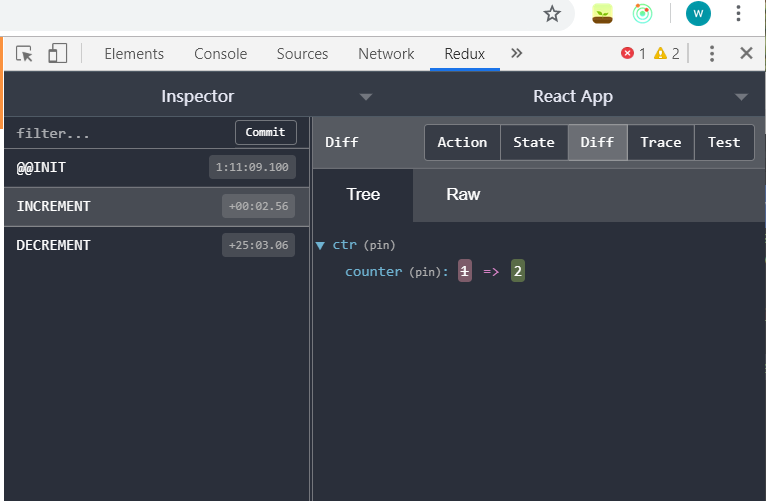 W
Elements Console Sources Network Redux » 1 2
Inspector React App
filter... Commit
Diff Action State Diff Trace Test
@@INIT 1:11:09.100
Tree Raw
INCREMENT +00:02.56
DECREMENT +25:03.06
ctr (pin)
counter (pin): 1 => 2